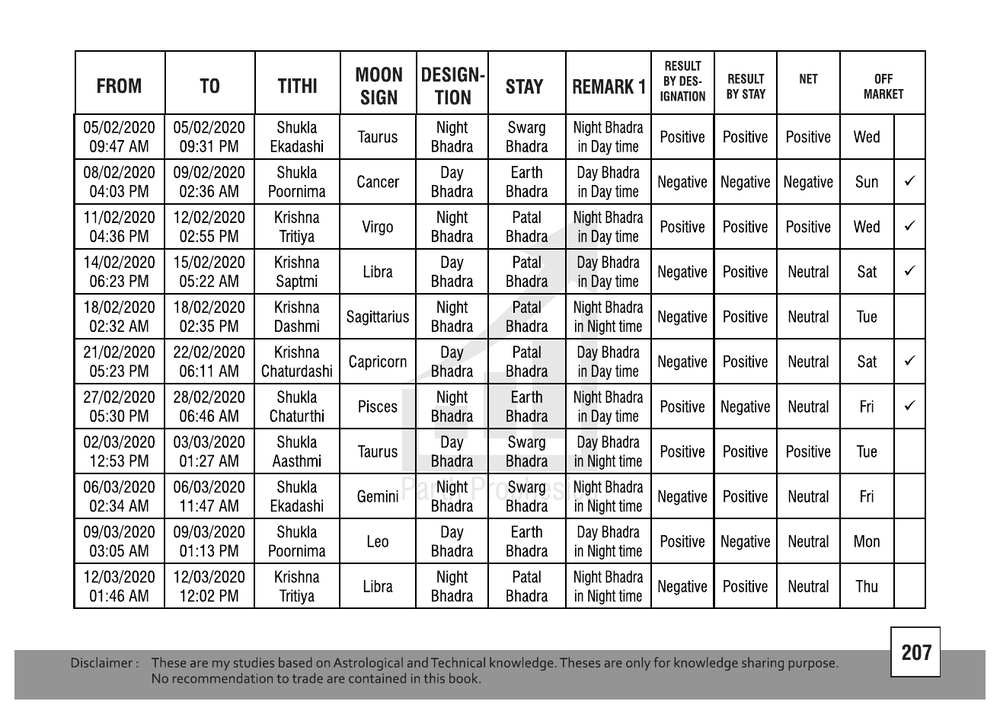 FROM TO TITHI MOON SIGN DESIGN-TION STAY REMARK 1 RESULT BY DES-IGNATION RESULT BY STAY NET OFF MARKET
05/02/2020 09:47 AM 05/02/2020 09:31 PM Shukla Ekadashi Taurus Night Bhadra Swarg Bhadra Night Bhadra in Day time Positive Positive Positive Wed
08/02/2020 04:03 PM 09/02/2020 02:36 AM Shukla Poornima Cancer Day Bhadra Earth Bhadra Day Bhadra in Day time Negative Negative Negative Sun ✓
11/02/2020 04:36 PM 12/02/2020 02:55 PM Krishna Tritiya Virgo Night Bhadra Patal Bhadra Night Bhadra in Day time Positive Positive Positive Wed ✓
14/02/2020 06:23 PM 15/02/2020 05:22 AM Krishna Saptmi Libra Day Bhadra Patal Bhadra Day Bhadra in Day time Negative Positive Neutral Sat ✓
18/02/2020 02:32 AM 18/02/2020 02:35 PM Krishna Dashmi Sagittarius Night Bhadra Patal Bhadra Night Bhadra in Night time Negative Positive Neutral Tue
21/02/2020 05:23 PM 22/02/2020 06:11 AM Krishna Chaturdashi Capricorn Day Bhadra Patal Bhadra Day Bhadra in Day time Negative Positive Neutral Sat ✓
27/02/2020 05:30 PM 28/02/2020 06:46 AM Shukla Chaturthi Pisces Night Bhadra Earth Bhadra Night Bhadra in Day time Positive Negative Neutral Fri ✓
02/03/2020 12:53 PM 03/03/2020 01:27 AM Shukla Aasthmi Taurus Day Bhadra Swarg Bhadra Day Bhadra in Night time Positive Positive Positive Tue
06/03/2020 02:34 AM 06/03/2020 11:47 AM Shukla Ekadashi Gemini Night Bhadra Swarg Bhadra Night Bhadra in Night time Negative Positive Neutral Fri
09/03/2020 03:05 AM 09/03/2020 01:13 PM Shukla Poornima Leo Day Bhadra Earth Bhadra Day Bhadra in Night time Positive Negative Neutral Mon
12/03/2020 01:46 AM 12/03/2020 12:02 PM Krishna Tritiya Libra Night Bhadra Patal Bhadra Night Bhadra in Night time Negative Positive Neutral Thu
Disclaimer : These are my studies based on Astrological and Technical knowledge. Theses are only for knowledge sharing purpose.
No recommendation to trade are contained in this book.
207